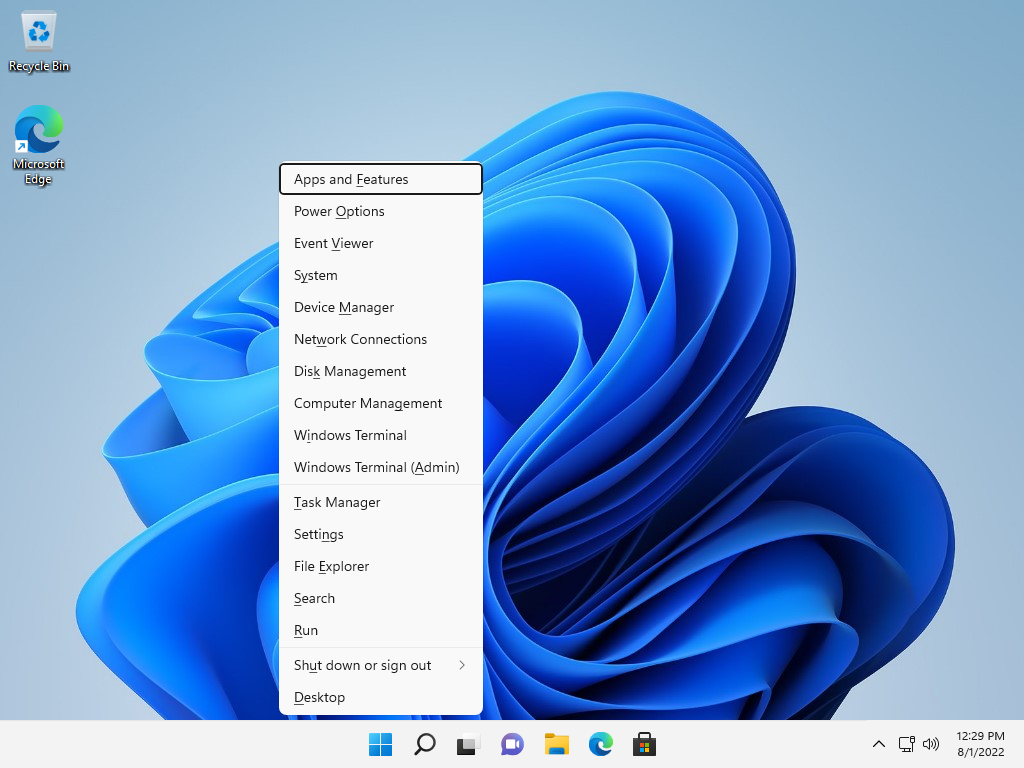 Recycle Bin
Microsoft
Edge
Apps and Features
Power Options
Event Viewer
System
Device Manager
Network Connections
Disk Management
Computer Management
Windows Terminal
Windows Terminal (Admin)
Task Manager
Settings
File Explorer
Search
Run
Shut down or sign out
Desktop
12:29 PM
8/1/2022